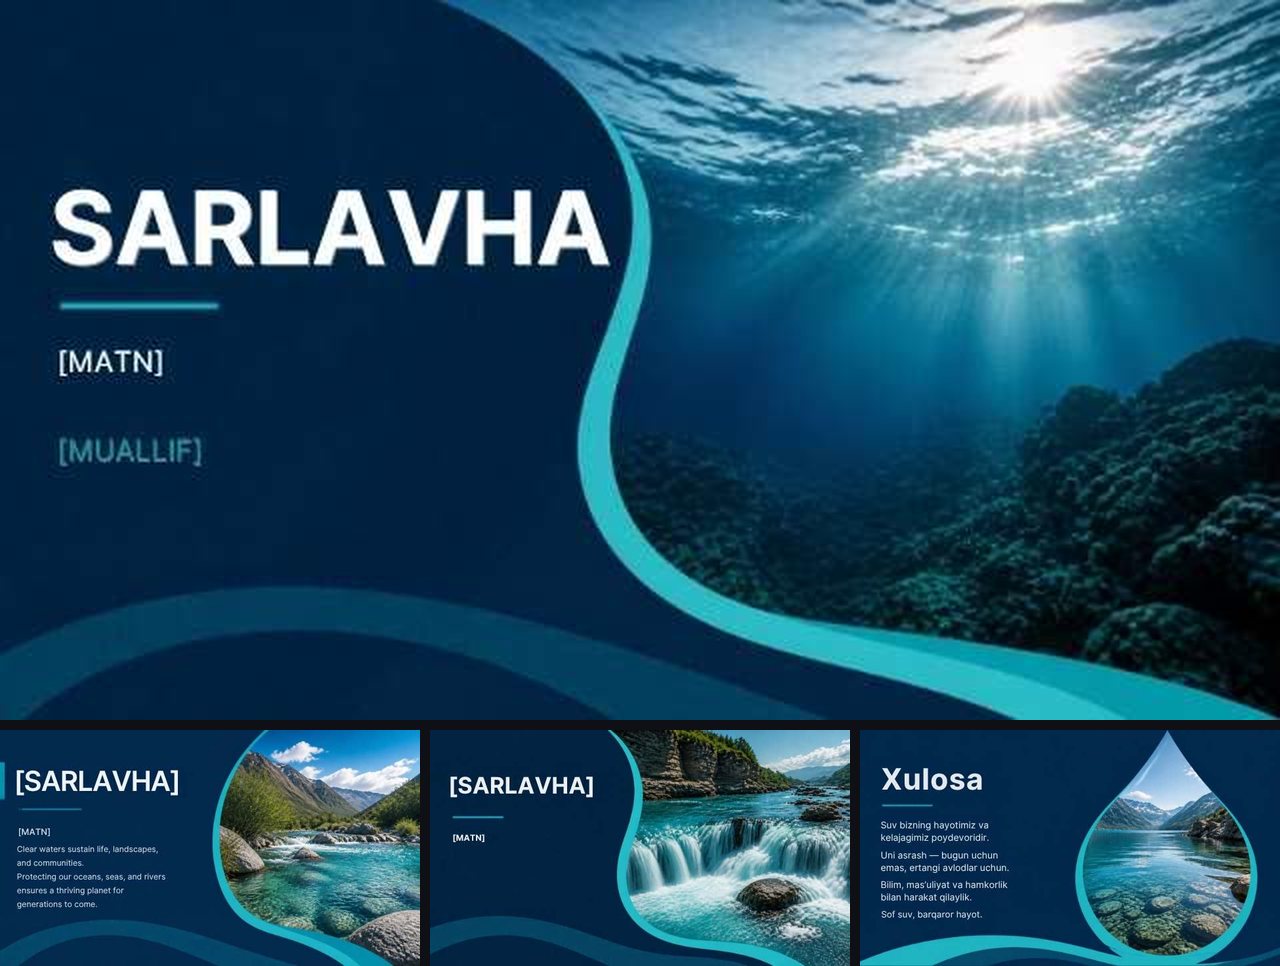 SARLAVHA
[MATN]
[MUALLIF]
[SARLAVHA]
[MATN]
Clear waters sustain life, landscapes,
and communities.
Protecting our oceans, seas, and rivers
ensures a thriving planet for
generations to come.
[SARLAVHA]
[MATN]
Xulosa
Suv bizning hayotimiz va
kelajagimiz poydevoridir.
Uni asrash — bugun uchun
emas, ertangi avlodlar uchun.
Bilim, mas'uliyat va hamkorlik
bilan harakat qilaylik.
Sof suv, barqaror hayot.